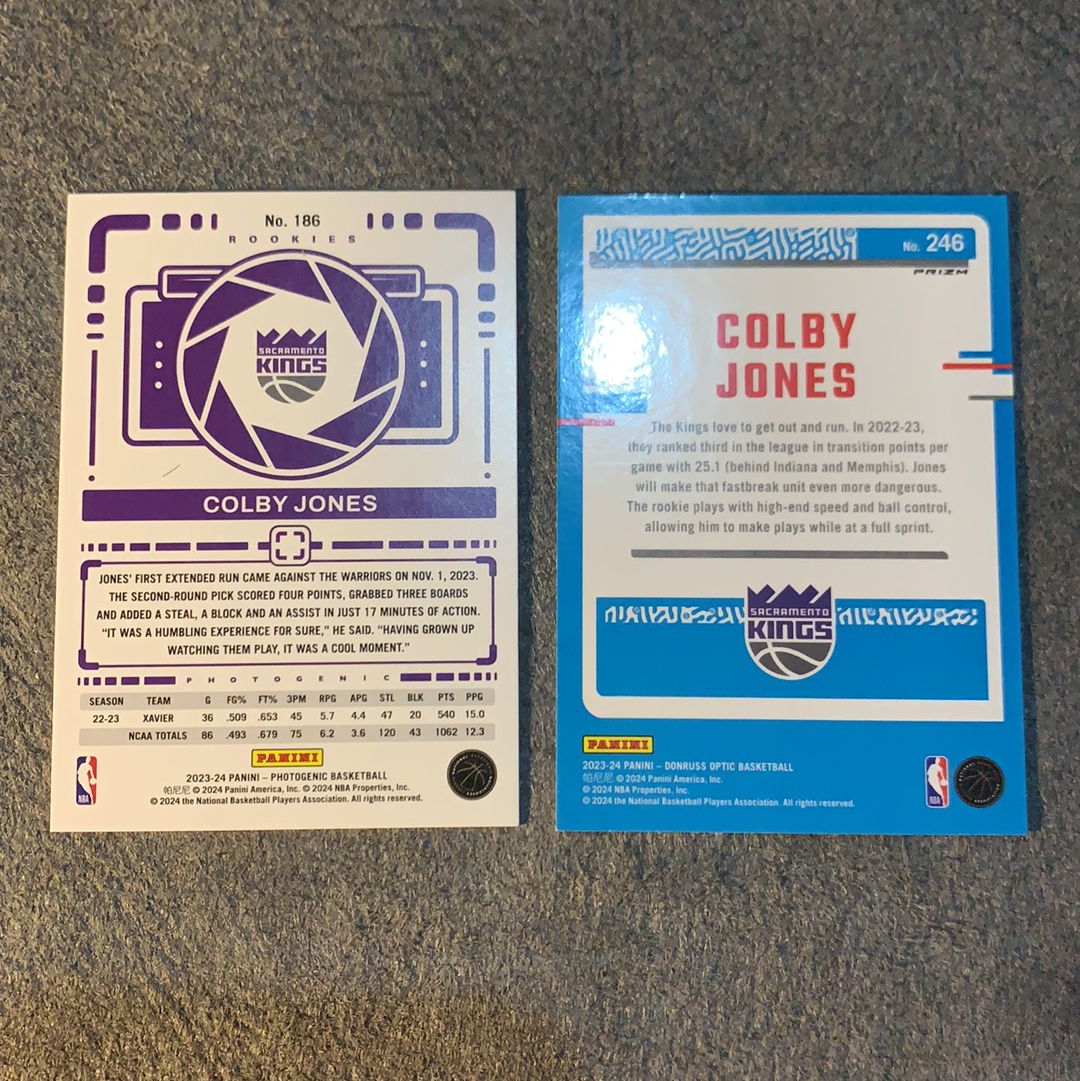 No. 186
ROOKIES
SACRAMENTO
KINGS
COLBY JONES
JONES' FIRST EXTENDED RUN CAME AGAINST THE WARRIORS ON NOV. 1, 2023.
THE SECOND-ROUND PICK SCORED FOUR POINTS, GRABBED THREE BOARDS
AND ADDED A STEAL, A BLOCK AND AN ASSIST IN JUST 17 MINUTES OF ACTION.
“IT WAS A HUMBLING EXPERIENCE FOR SURE,” HE SAID. “HAVING GROWN UP
WATCHING THEM PLAY, IT WAS A COOL MOMENT.”
PHOTOGENIC
SEASON TEAM G FG% FT% 3PM RPG APG STL BLK PTS PPG
22-23 XAVIER 36 .509 .653 45 5.7 4.4 47 20 540 15.0
NCAA TOTALS 86 .493 .679 75 6.2 3.6 120 43 1062 12.3
PANINI
2023-24 PANINI – PHOTOGENIC BASKETBALL
帕尼尼 © 2024 Panini America, Inc. © 2024 NBA Properties, Inc.
© 2024 the National Basketball Players Association. All rights reserved.
NBA
No. 246
PRIZM
COLBY
JONES
The Kings love to get out and run. In 2022-23,
they ranked third in the league in transition points per
game with 25.1 (behind Indiana and Memphis). Jones
will make that fastbreak unit even more dangerous.
The rookie plays with high-end speed and ball control,
allowing him to make plays while at a full sprint.
SACRAMENTO
KINGS
PANINI
2023-24 PANINI – DONRUSS OPTIC BASKETBALL
帕尼尼 © 2024 Panini America, Inc.
© 2024 NBA Properties, Inc.
© 2024 the National Basketball Players Association. All rights reserved.
NBA